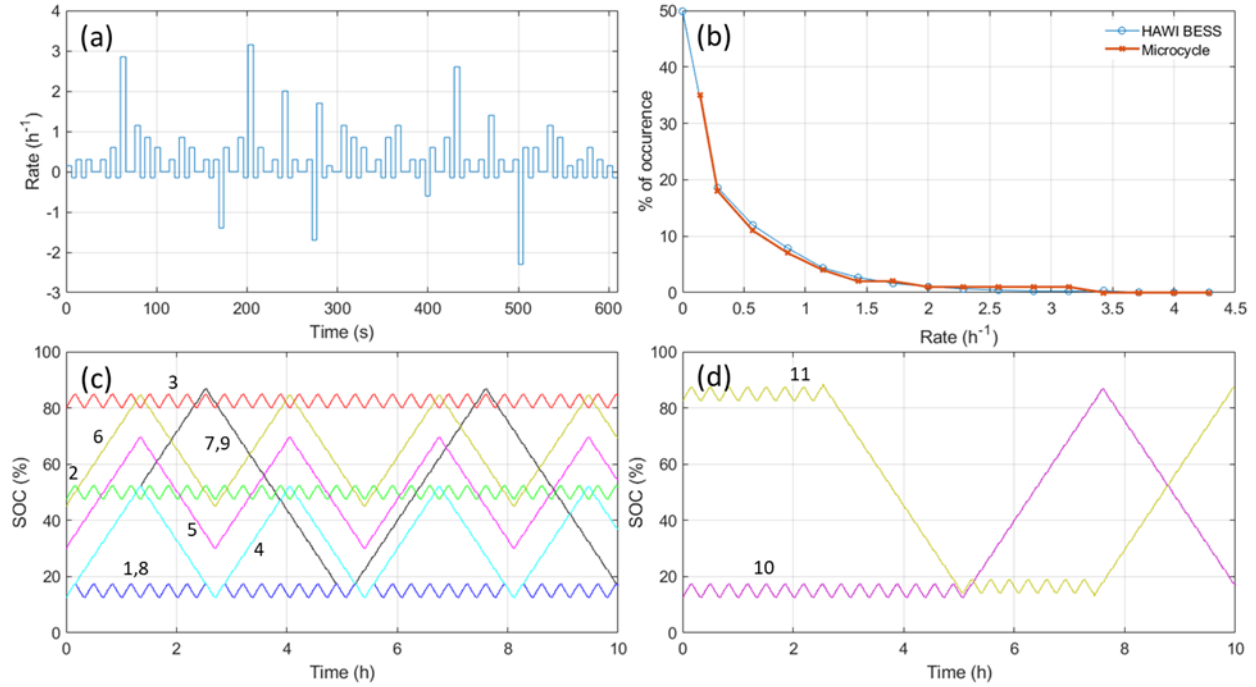 (a)
4
3
2
1
0
-1
-2
-3
Rate (h-1)
0 100 200 300 400 500 600
Time (s)
(b)
HAWI BESS
Microcycle
50
40
30
20
10
0
% of occurence
0 0.5 1 1.5 2 2.5 3 3.5 4 4.5
Rate (h-1)
(c)
100
80
60
40
20
0
SOC (%)
3
6
7,9
2
5
4
1,8
0 2 4 6 8 10
Time (h)
(d)
100
80
60
40
20
0
SOC (%)
11
10
0 2 4 6 8 10
Time (h)